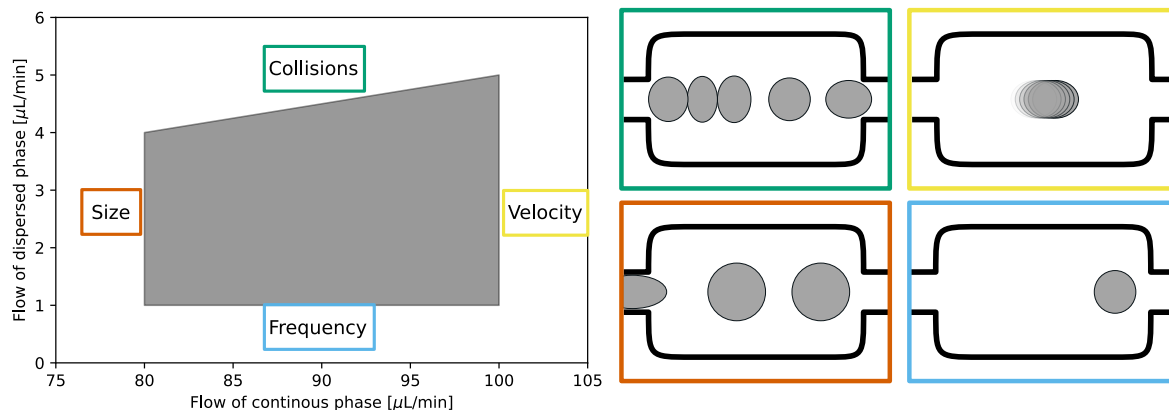 6
5
4
3
2
1
0
Flow of dispersed phase [µL/min]
Collisions
Size
Velocity
Frequency
75
80
85
90
95
100
105
Flow of continous phase [µL/min]